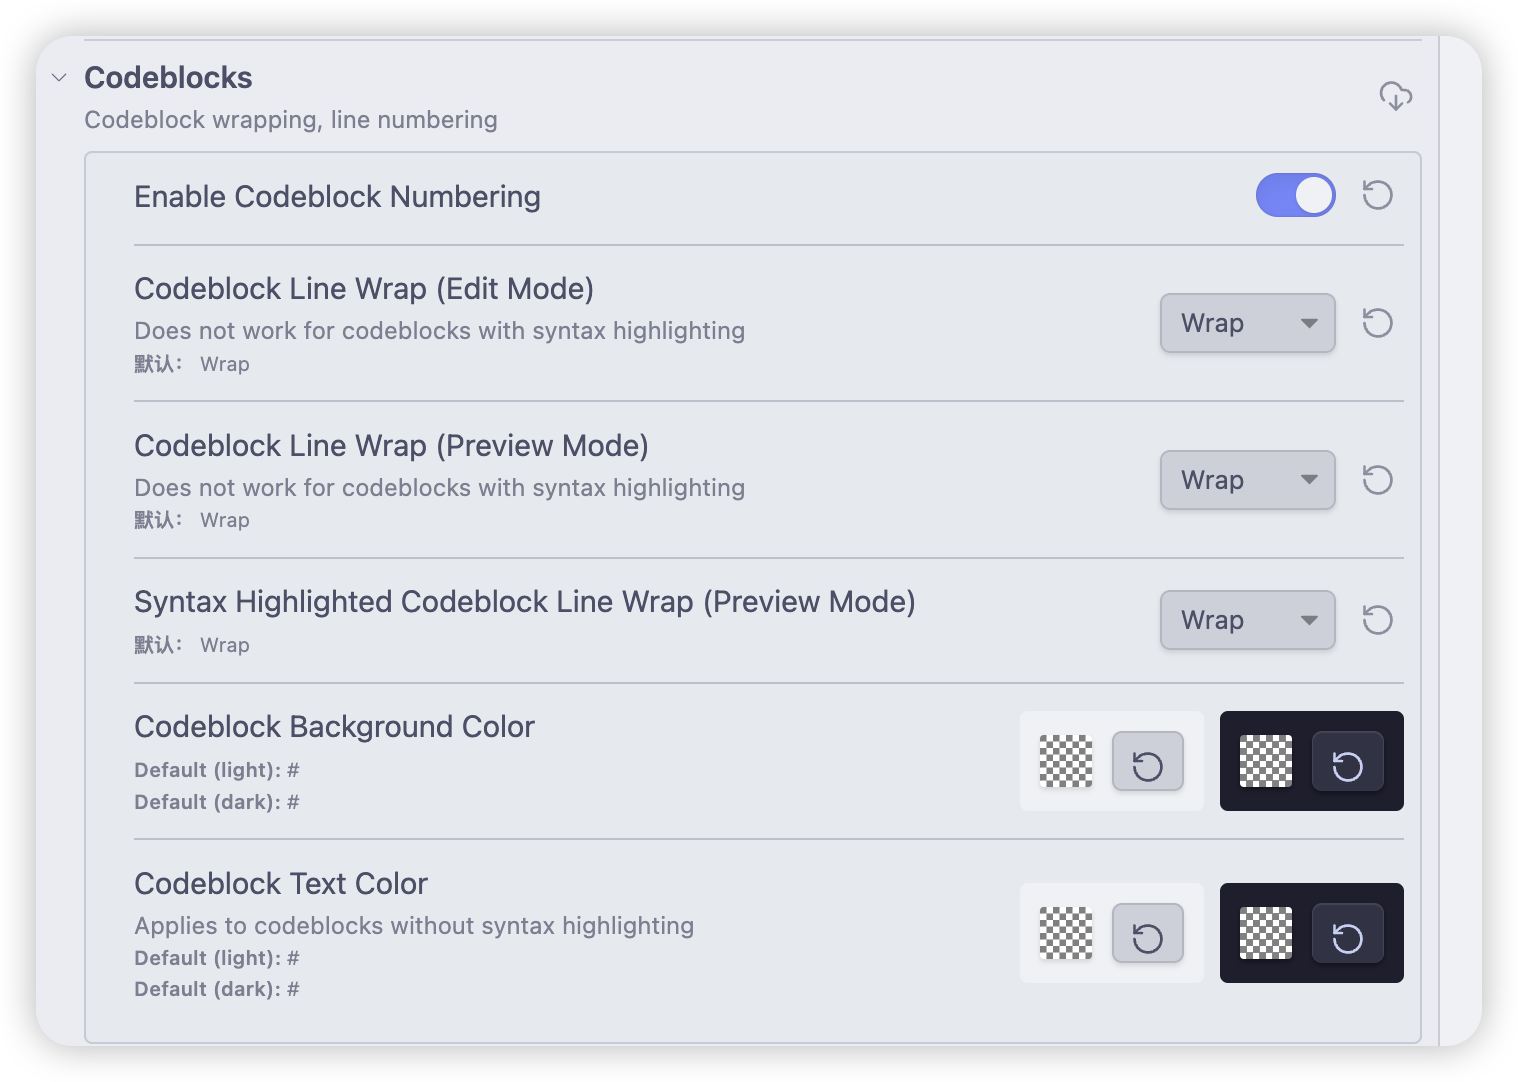 Codeblocks
Codeblock wrapping, line numbering
Enable Codeblock Numbering
Codeblock Line Wrap (Edit Mode)
Does not work for codeblocks with syntax highlighting
默认： Wrap
Wrap
Codeblock Line Wrap (Preview Mode)
Does not work for codeblocks with syntax highlighting
默认： Wrap
Wrap
Syntax Highlighted Codeblock Line Wrap (Preview Mode)
默认： Wrap
Wrap
Codeblock Background Color
Default (light): #
Default (dark): #
Codeblock Text Color
Applies to codeblocks without syntax highlighting
Default (light): #
Default (dark): #